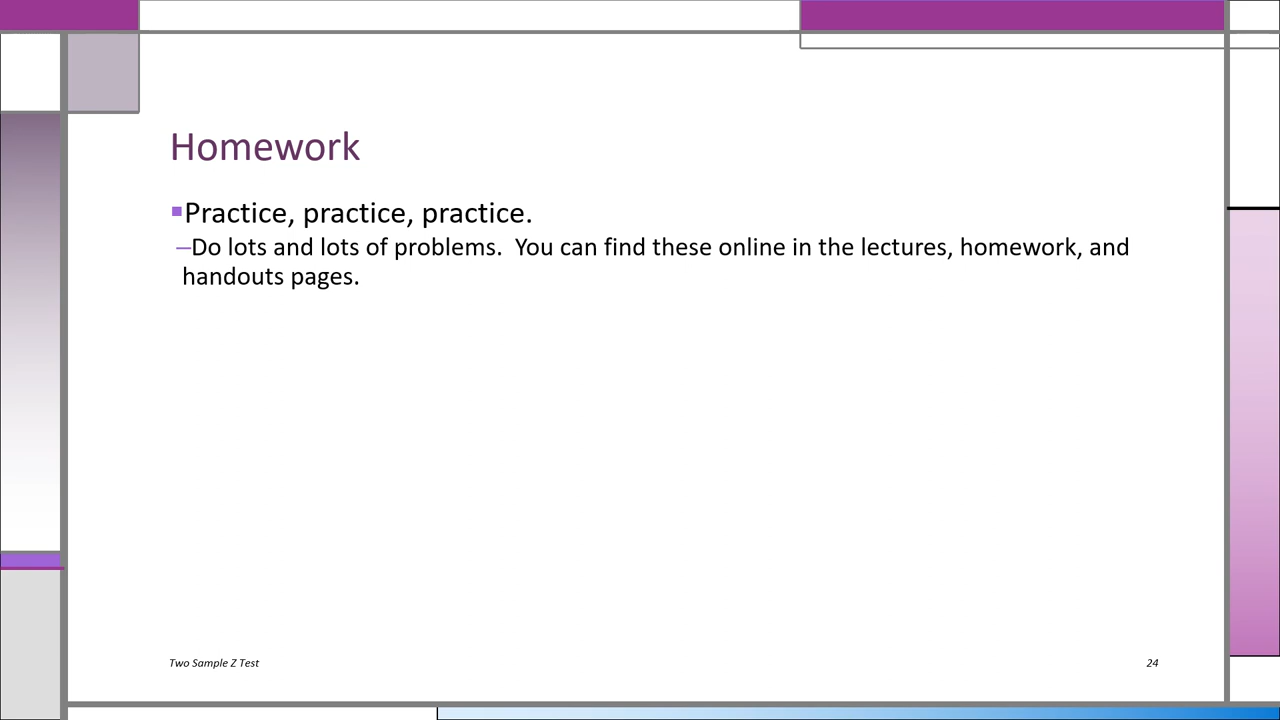 Homework
▪Practice, practice, practice.
–Do lots and lots of problems.  You can find these online in the lectures, homework, and
handouts pages.
Two Sample Z Test
24